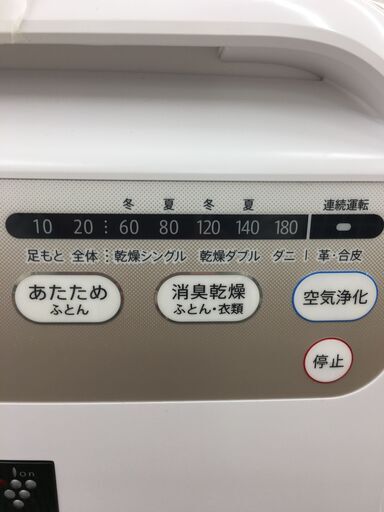 冬 夏 冬 夏 連続運転
10 20 60 80 120 140 180
足もと 全体 乾燥シングル 乾燥ダブル ダニ 革・合皮
あたため
ふとん
消臭乾燥
ふとん・衣類
空気浄化
停止
Ion